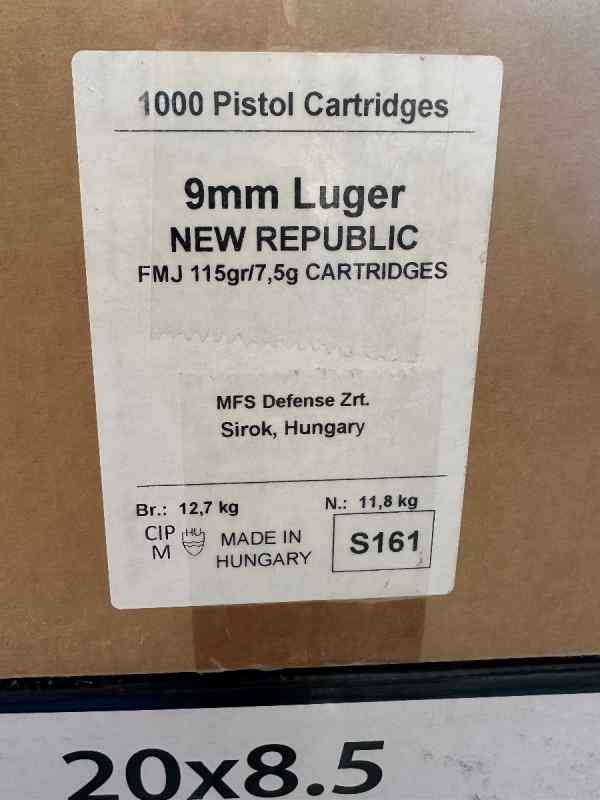 1000 Pistol Cartridges
9mm Luger
NEW REPUBLIC
FMJ 115gr/7,5g CARTRIDGES
MFS Defense Zrt.
Sirok, Hungary
Br.: 12,7 kg N.: 11,8 kg
CIP HU
M MADE IN
HUNGARY
S161
20x8.5